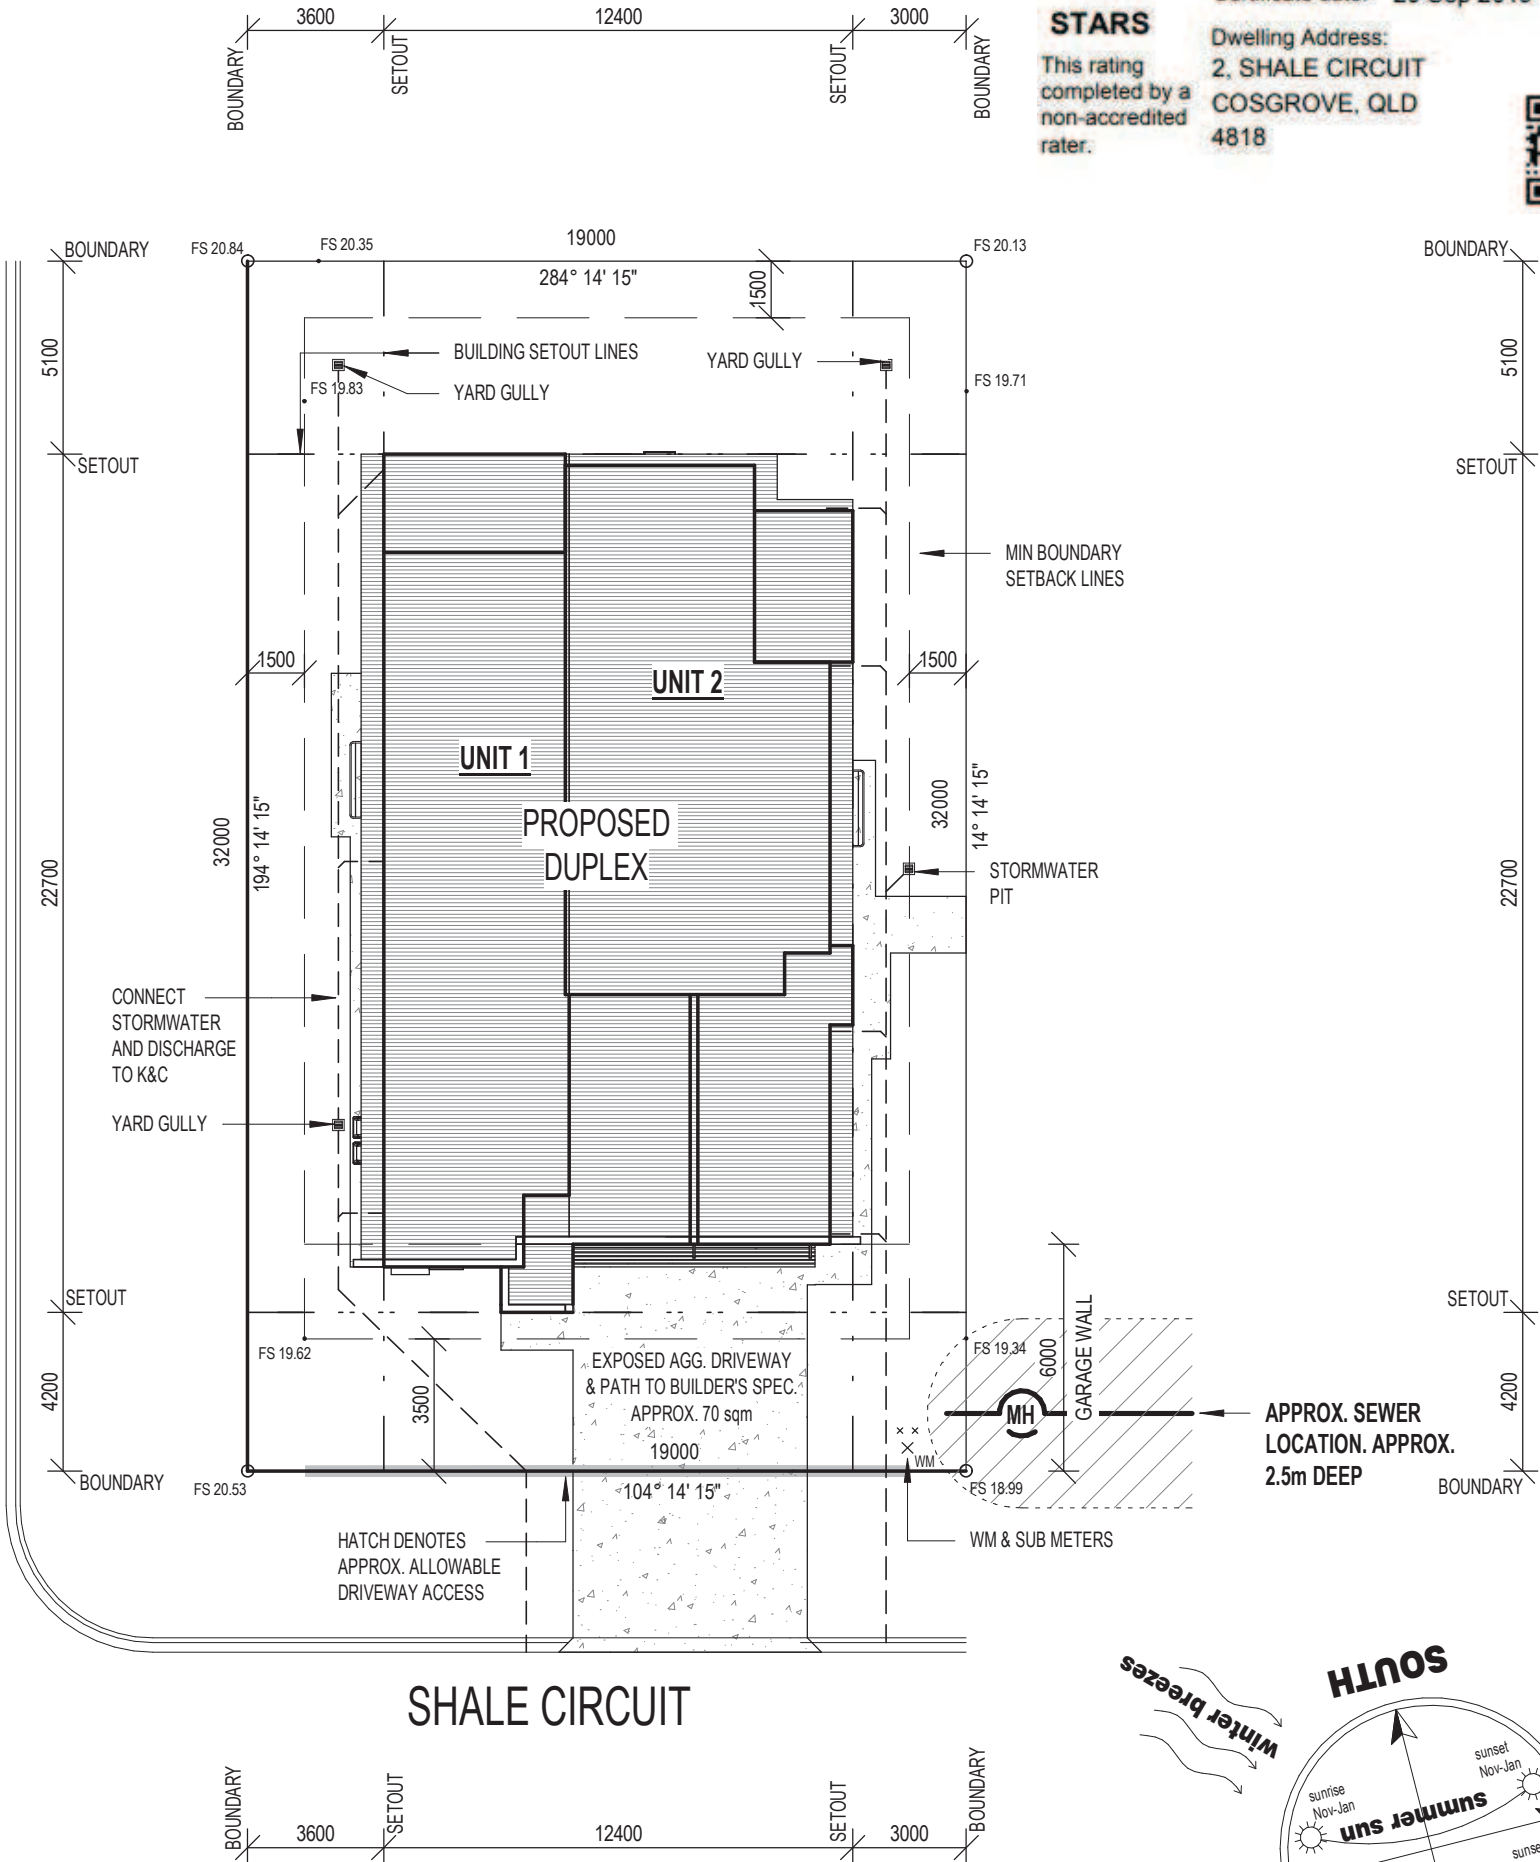 3600
12400
3000
BOUNDARY
SETOUT
SETOUT
BOUNDARY
STARS
This rating
completed by a
non-accredited
rater.
Dwelling Address:
2, SHALE CIRCUIT
COSGROVE, QLD
4818
BOUNDARY
FS 20.84
FS 20.35
19000
FS 20.13
BOUNDARY
284° 14' 15"
1500
5100
BUILDING SETOUT LINES
YARD GULLY
5100
FS 19.83
YARD GULLY
FS 19.71
SETOUT
SETOUT
MIN BOUNDARY
SETBACK LINES
1500
UNIT 2
1500
UNIT 1
PROPOSED
DUPLEX
32000
194° 14' 15"
32000
14° 14' 15"
22700
22700
STORMWATER
PIT
CONNECT
STORMWATER
AND DISCHARGE
TO K&C
YARD GULLY
SETOUT
SETOUT
FS 19.62
FS 19.34
6000
GARAGE WALL
EXPOSED AGG. DRIVEWAY
& PATH TO BUILDER'S SPEC.
APPROX. 70 sqm
4200
3500
4200
MH
APPROX. SEWER
LOCATION. APPROX.
2.5m DEEP
19000
WM
BOUNDARY
FS 20.53
104° 14' 15"
FS 18.99
BOUNDARY
HATCH DENOTES
APPROX. ALLOWABLE
DRIVEWAY ACCESS
WM & SUB METERS
SHALE CIRCUIT
winter breezes
SOUTH
sunset
Nov-Jan
sunrise
Nov-Jan
summer sun
BOUNDARY
SETOUT
SETOUT
BOUNDARY
3600
12400
3000